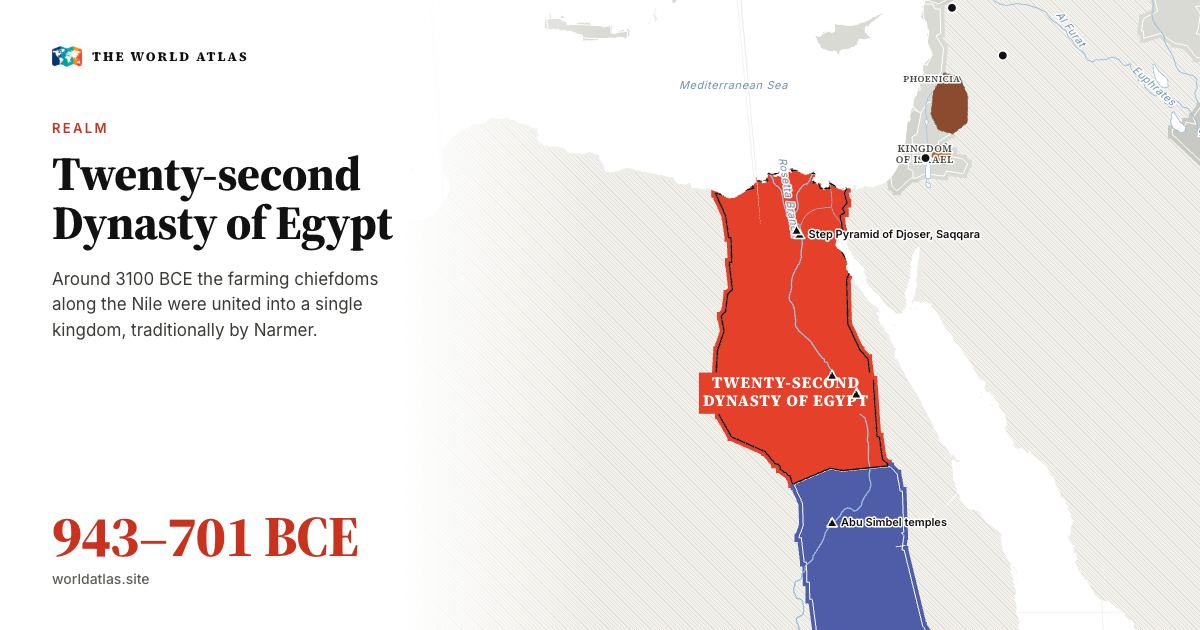 THE WORLD ATLAS
REALM
Twenty-second
Dynasty of Egypt
Around 3100 BCE the farming chiefdoms
along the Nile were united into a single
kingdom, traditionally by Narmer.
943–701 BCE
worldatlas.site
Mediterranean Sea
Al Furat
Euphrates
PHOENICIA
KINGDOM
OF ISRAEL
Rosetta Branch
Step Pyramid of Djoser, Saqqara
TWENTY-SECOND
DYNASTY OF EGYPT
Abu Simbel temples